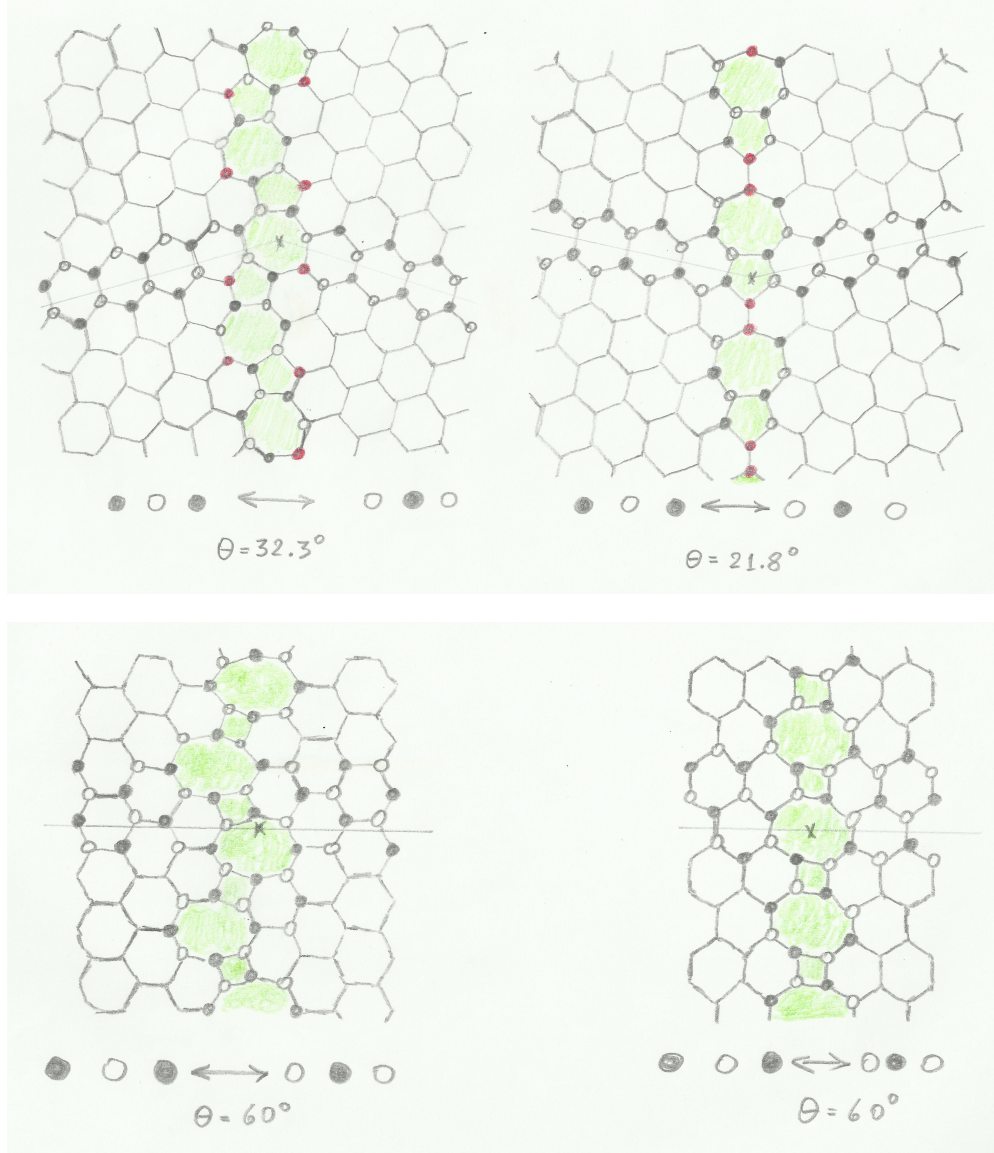 θ = 32.3°
θ = 21.8°
θ = 60°
θ = 60°